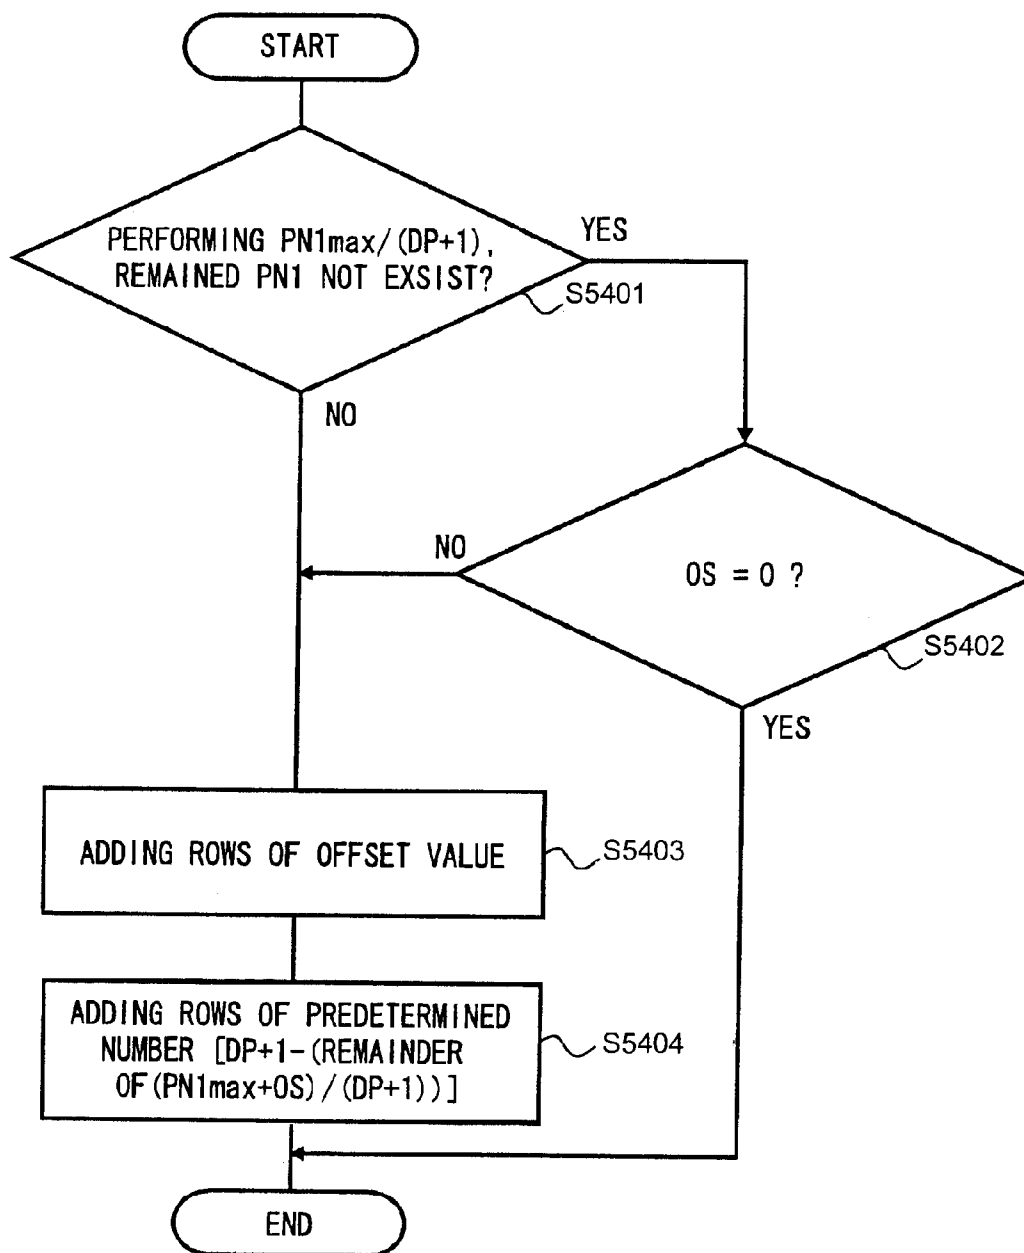 START
PERFORMING PN1max/(DP+1),
REMAINED PN1 NOT EXSIST?
YES
S5401
NO
NO
OS = 0 ?
S5402
YES
ADDING ROWS OF OFFSET VALUE
S5403
ADDING ROWS OF PREDETERMINED
NUMBER [DP+1-(REMAINDER
OF(PN1max+OS)/(DP+1))]
S5404
END